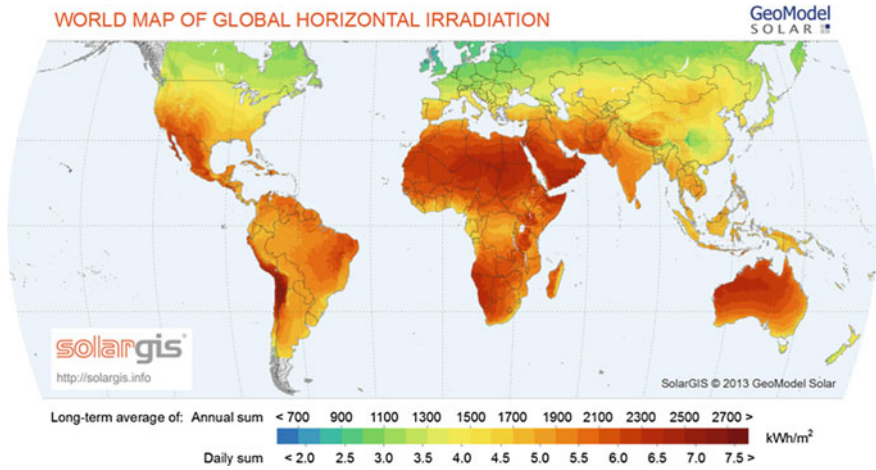 WORLD MAP OF GLOBAL HORIZONTAL IRRADIATION
GeoModel
SOLAR
solargis
http://solargis.info
SolarGIS © 2013 GeoModel Solar
Long-term average of: Annual sum < 700 900 1100 1300 1500 1700 1900 2100 2300 2500 2700 >
kWh/m²
Daily sum < 2.0 2.5 3.0 3.5 4.0 4.5 5.0 5.5 6.0 6.5 7.0 7.5 >